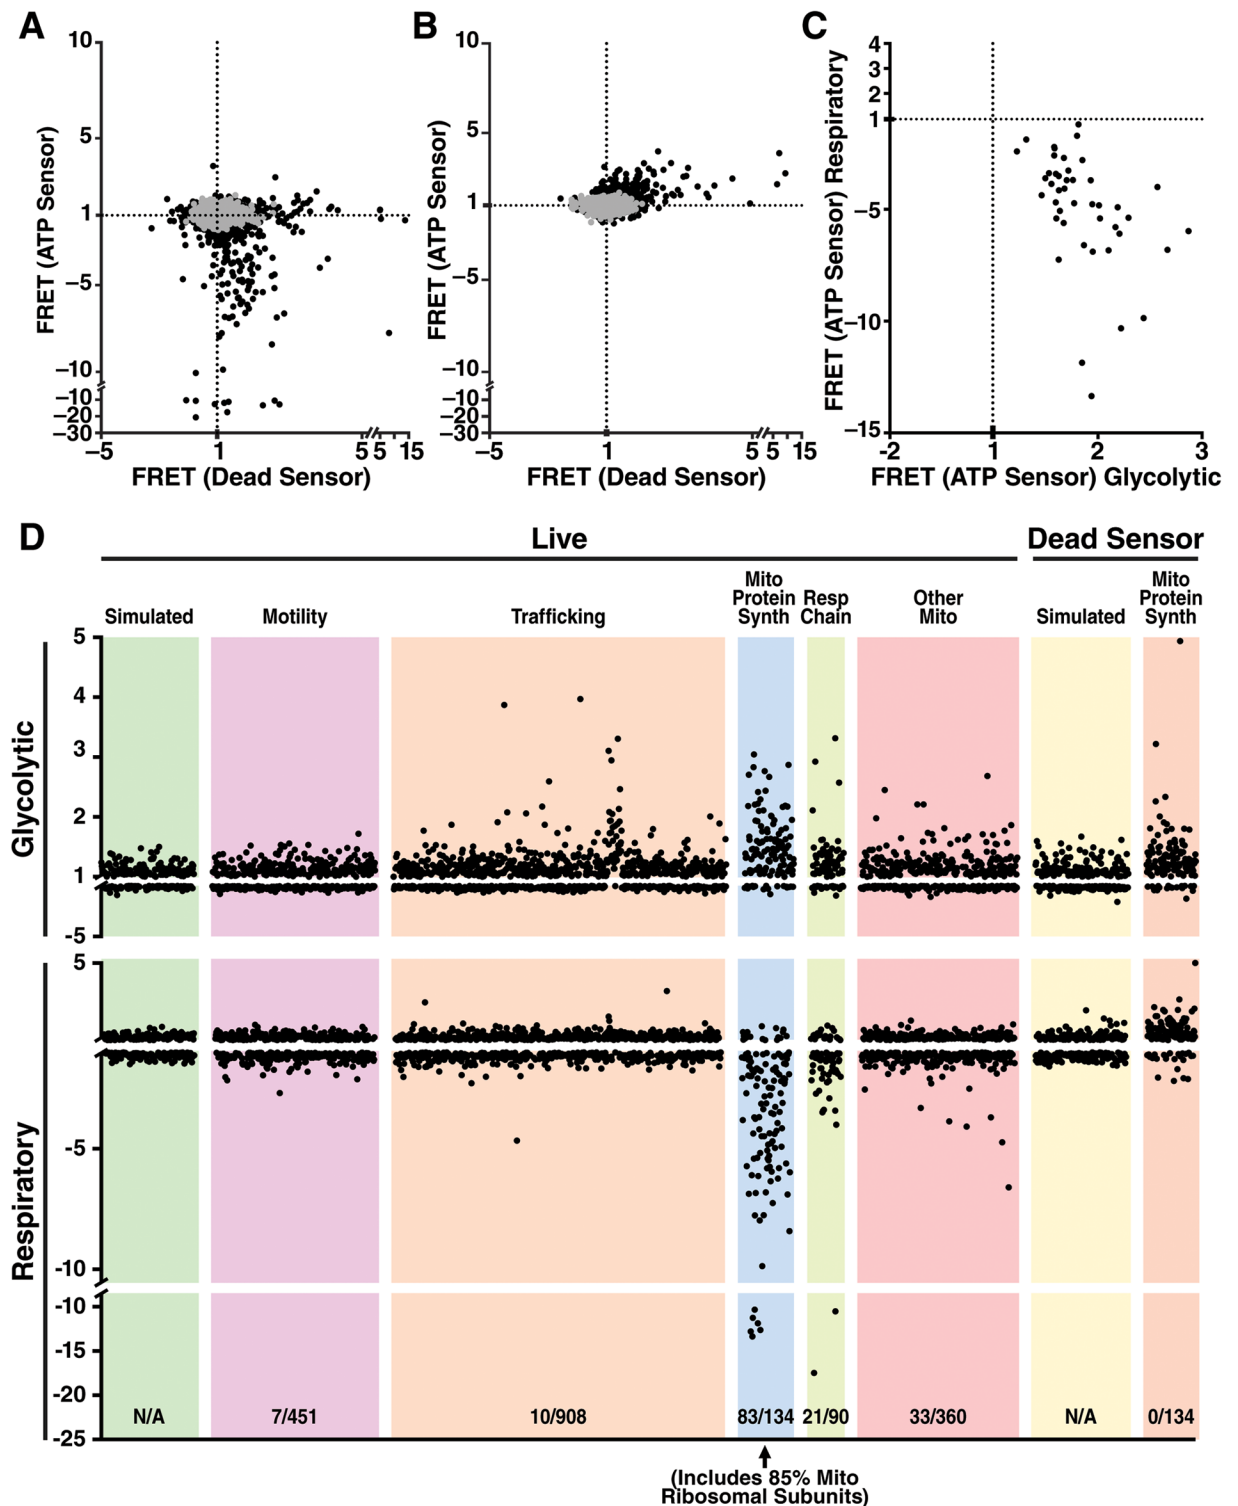 A
10
5
1
–5
–10
–10
–20
–30
–5
1
5
5
15
FRET (ATP Sensor)
FRET (Dead Sensor)
B
10
5
1
–5
–10
–10
–20
–30
–5
1
5
5
15
FRET (ATP Sensor)
FRET (Dead Sensor)
C
4
3
2
1
–5
–10
–15
-2
1
2
3
FRET (ATP Sensor) Respiratory
FRET (ATP Sensor) Glycolytic
D
Live
Dead Sensor
Simulated
Motility
Trafficking
Mito
Protein
Synth
Resp
Chain
Other
Mito
Simulated
Mito
Protein
Synth
Glycolytic
5
4
3
2
1
-5
Respiratory
5
-5
-10
-10
-15
-20
-25
N/A
7/451
10/908
83/134
21/90
33/360
N/A
0/134
(Includes 85% Mito
Ribosomal Subunits)